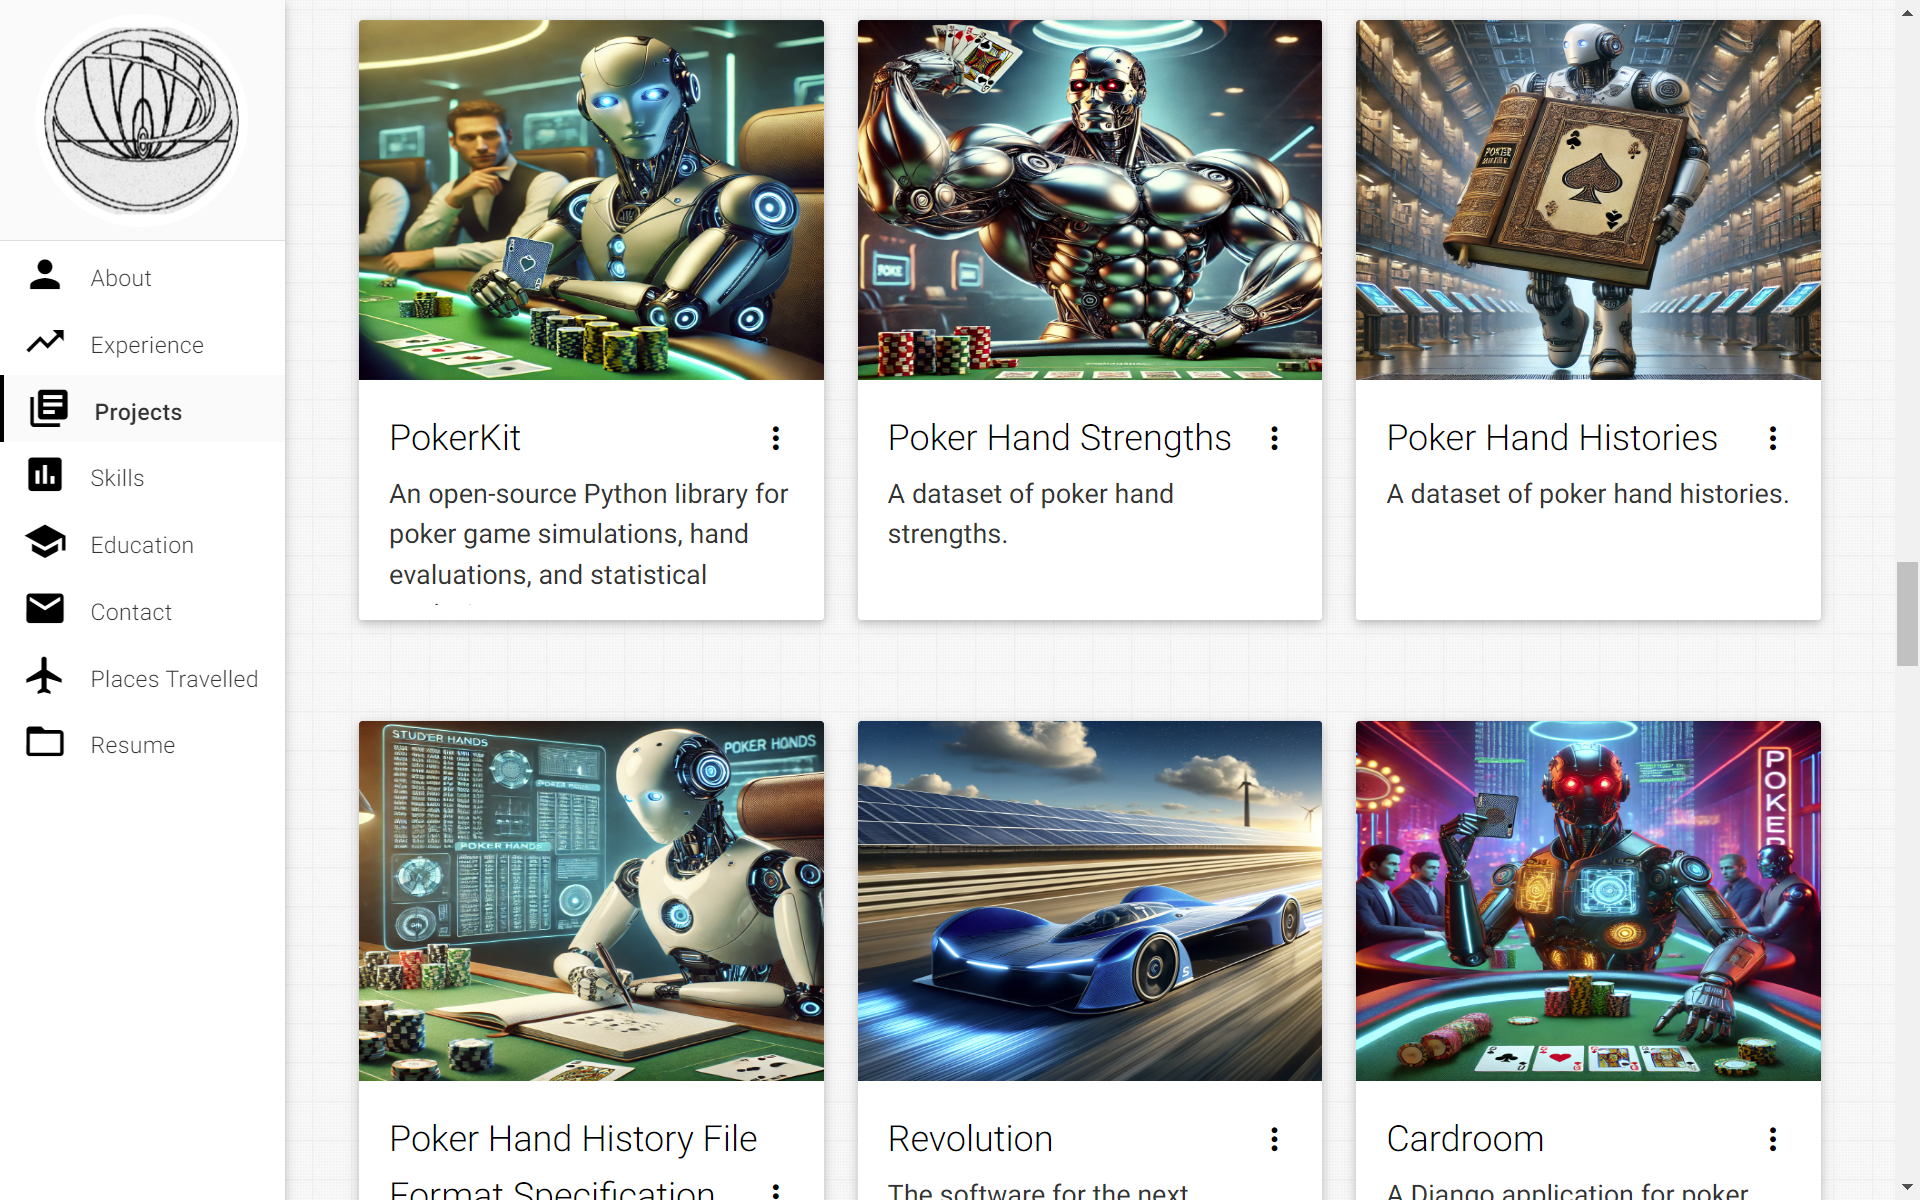 About
Experience
Projects
Skills
Education
Contact
Places Travelled
Resume
POKER
PokerKit
An open-source Python library for
poker game simulations, hand
evaluations, and statistical
Poker Hand Strengths
A dataset of poker hand
strengths.
Poker Hand Histories
A dataset of poker hand histories.
STUDER HANDS
POKER HONDS
POKER HANDS
S
POKER
Poker Hand History File
Format Specification
Revolution
The software for the next
Cardroom
A Django application for poker